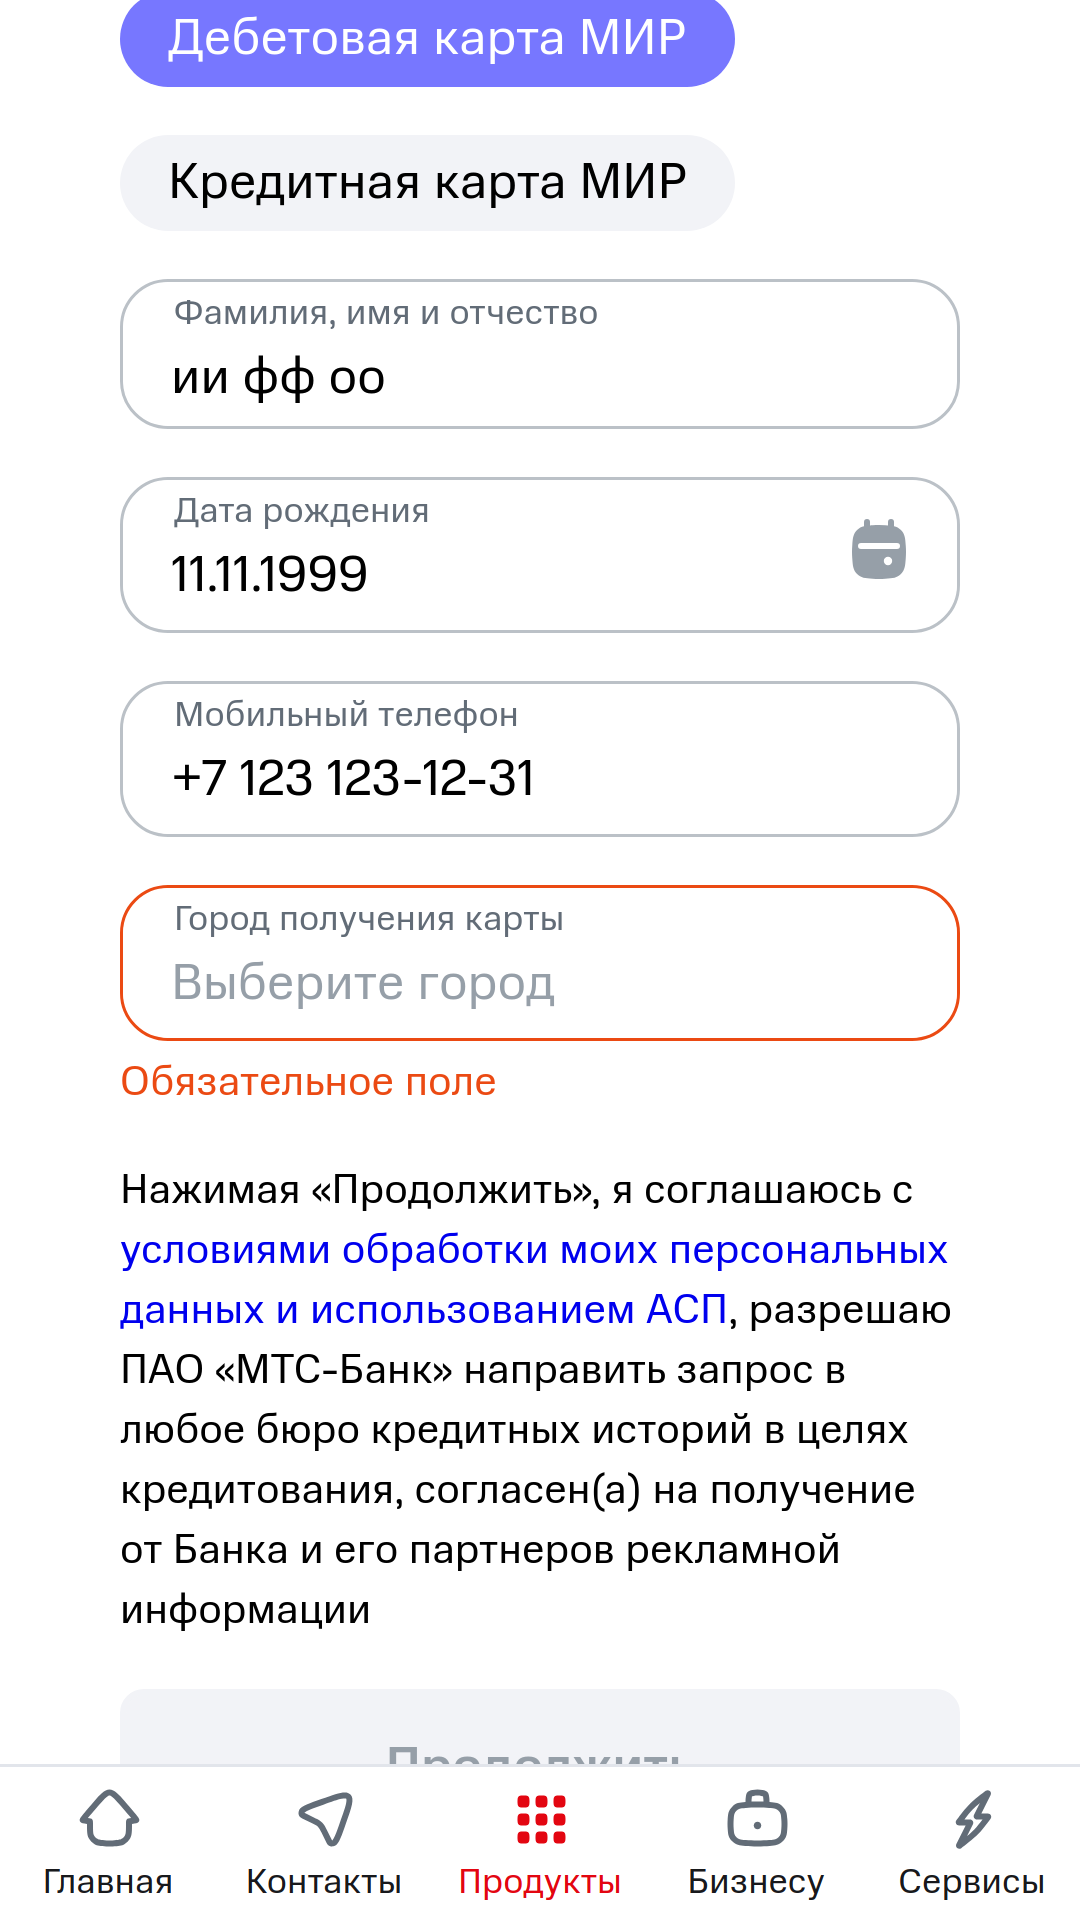 Дебетовая карта МИР
Кредитная карта МИР
Фамилия, имя и отчество
ии фф оо
Дата рождения
11.11.1999
Мобильный телефон
+7 123 123-12-31
Город получения карты
Выберите город
Обязательное поле
Нажимая «Продолжить», я соглашаюсь с
условиями обработки моих персональных
данных и использованием АСП, разрешаю
ПАО «МТС-Банк» направить запрос в
любое бюро кредитных историй в целях
кредитования, согласен(а) на получение
от Банка и его партнеров рекламной
информации
Продолжить
Главная
Контакты
Продукты
Бизнесу
Сервисы